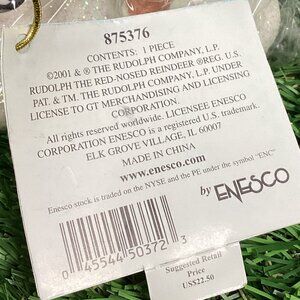 875376
CONTENTS: 1 PIECE
©2001 & ® THE RUDOLPH COMPANY, L.P.
RUDOLPH THE RED-NOSED REINDEER ®REG. U.S.
PAT. & TM. THE RUDOLPH COMPANY, L.P. UNDER
LICENSE TO GT MERCHANDISING AND LICENSING
CORPORATION.
All rights reserved worldwide. LICENSEE ENESCO
CORPORATION ENESCO is a registered U.S. trademark.
ELK GROVE VILLAGE, IL 60007
MADE IN CHINA
www.enesco.com
Enesco stock is traded on the NYSE and the PE under the symbol "ENC"
by ENESCO
0 45544 50372 3
Suggested Retail
Price
US$22.50